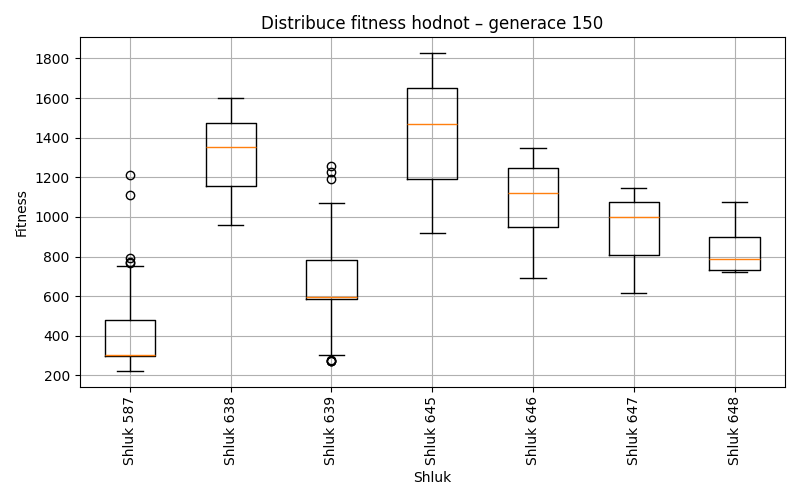 Distribuce fitness hodnot – generace 150
Fitness
1800
1600
1400
1200
1000
800
600
400
200
Shluk 587
Shluk 638
Shluk 639
Shluk 645
Shluk 646
Shluk 647
Shluk 648
Shluk